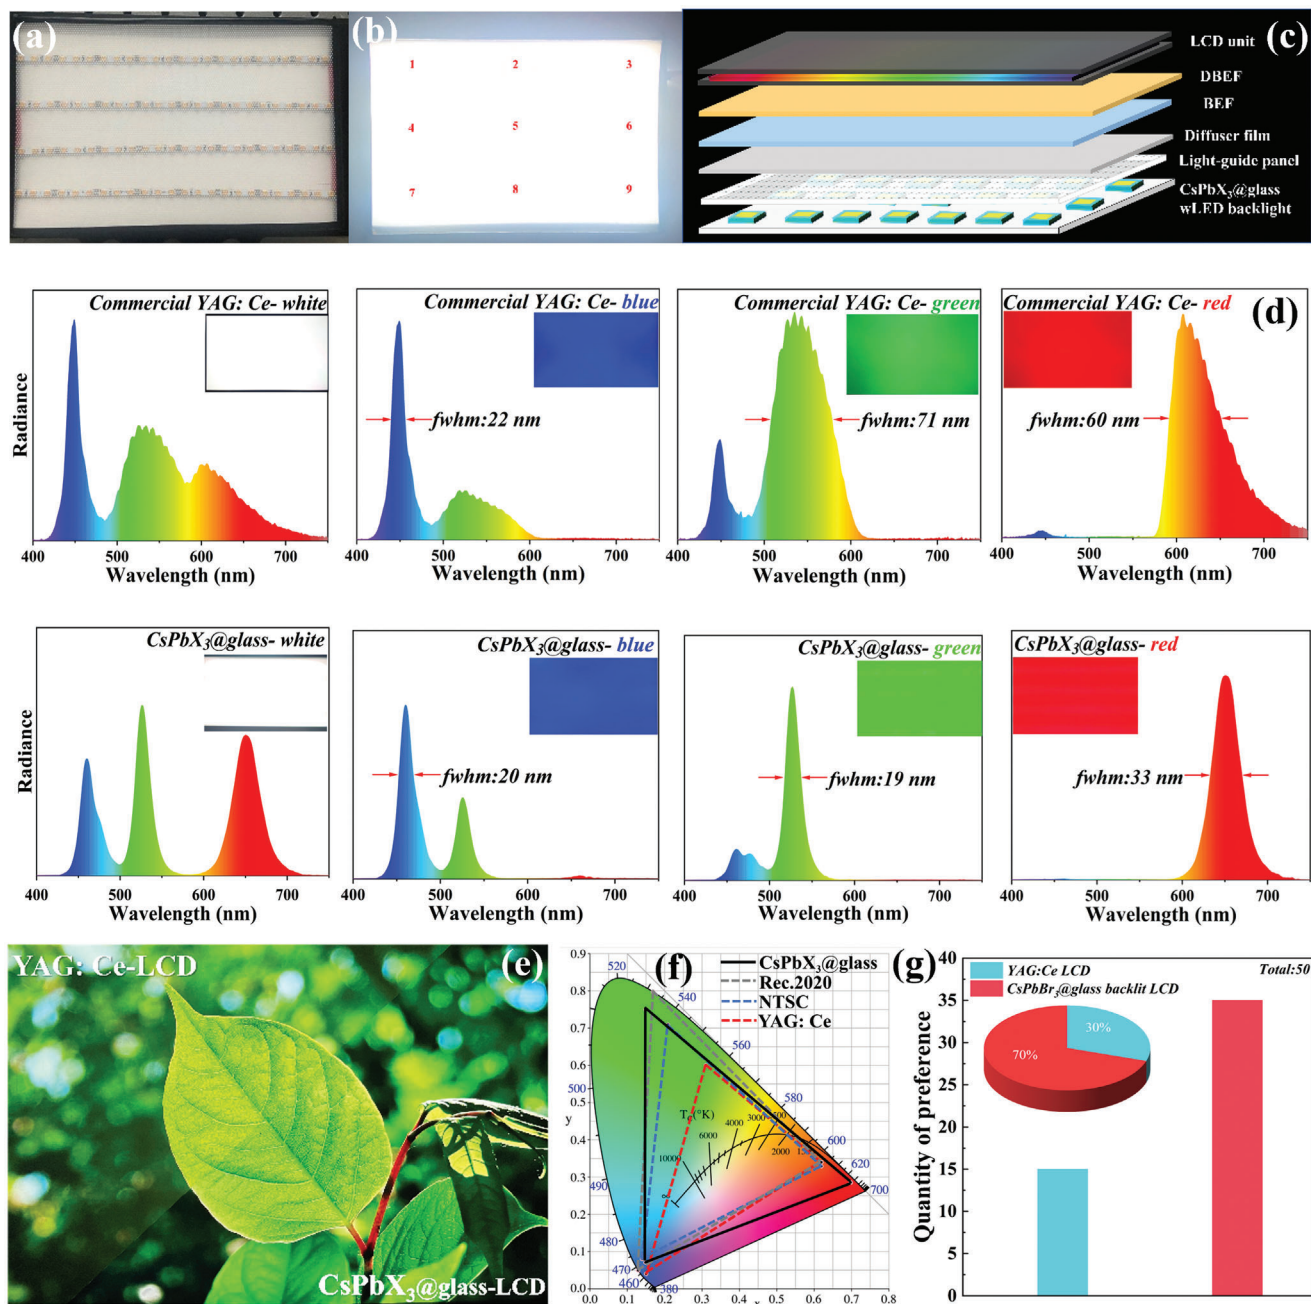 (a)
(b)
1 2 3
4 5 6
7 8 9
(c)
LCD unit
DBEF
BEF
Diffuser film
Light-guide panel
CsPbX₃@glass
wLED backlight
(d)
Commercial YAG: Ce- white
Radiance
400 500 600 700
Wavelength (nm)
Commercial YAG: Ce- blue
fwhm:22 nm
400 500 600 700
Wavelength (nm)
Commercial YAG: Ce- green
fwhm:71 nm
400 500 600 700
Wavelength (nm)
Commercial YAG: Ce- red
fwhm:60 nm
400 500 600 700
Wavelength (nm)
CsPbX₃@glass- white
Radiance
400 500 600 700
Wavelength (nm)
CsPbX₃@glass- blue
fwhm:20 nm
400 500 600 700
Wavelength (nm)
CsPbX₃@glass- green
fwhm:19 nm
400 500 600 700
Wavelength (nm)
CsPbX₃@glass- red
fwhm:33 nm
400 500 600 700
Wavelength (nm)
YAG: Ce-LCD
(e)
CsPbX₃@glass-LCD
(f)
CsPbX₃@glass
Rec.2020
NTSC
YAG: Ce
0.9
0.8
0.7
0.6
0.5
0.4
0.3
0.2
0.1
0.0
y
0.0 0.1 0.2 0.3 0.4 0.5 0.6 0.7 0.8
x
520
540
560
580
600
620
700
500
490
480
470
460
380
T_c(°K)
∞
10000
6000
4000
3000
2000
(g)
YAG:Ce LCD
CsPbBr₃@glass backlit LCD
Total:50
30%
70%
Quantity of preference
40
35
30
25
20
15
10
5
0